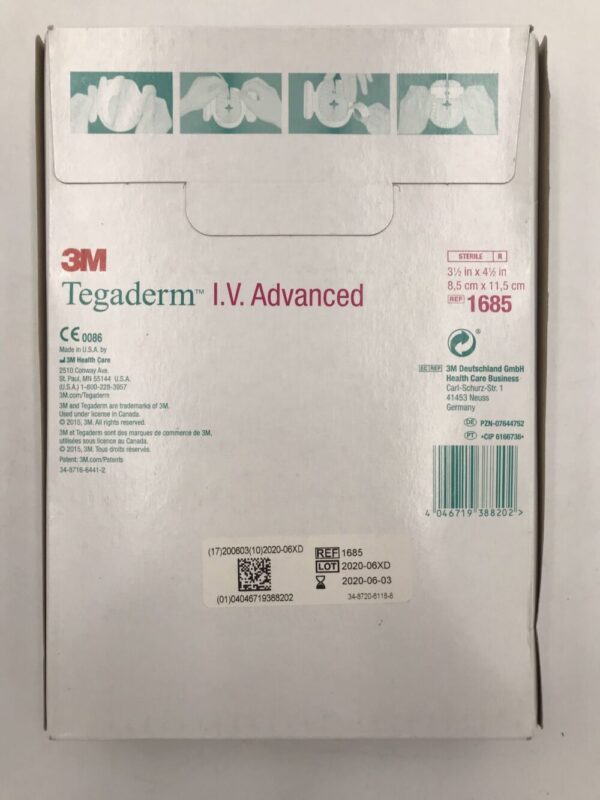 3M
Tegaderm™ I.V. Advanced
STERILE R
3½ in x 4½ in
8,5 cm x 11,5 cm
REF 1685
CE 0086
Made in U.S.A. by
3M Health Care
2510 Conway Ave.
St. Paul, MN 55144 U.S.A.
(U.S.A.) 1-800-228-3957
3M.com/Tegaderm
3M and Tegaderm are trademarks of 3M.
Used under license in Canada.
© 2015, 3M. All rights reserved.
3M et Tegaderm sont des marques de commerce de 3M,
utilisées sous licence au Canada.
© 2015, 3M. Tous droits réservés.
Patent: 3M.com/Patents
34-8716-6441-2
EC REP 3M Deutschland GmbH
Health Care Business
Carl-Schurz-Str. 1
41453 Neuss
Germany
DE PZN-07644752
PT •CIP 6166736•
4 046719 388202 >
(17)200603(10)2020-06XD
(01)04046719388202
REF 1685
LOT 2020-06XD
2020-06-03
34-8720-6118-6